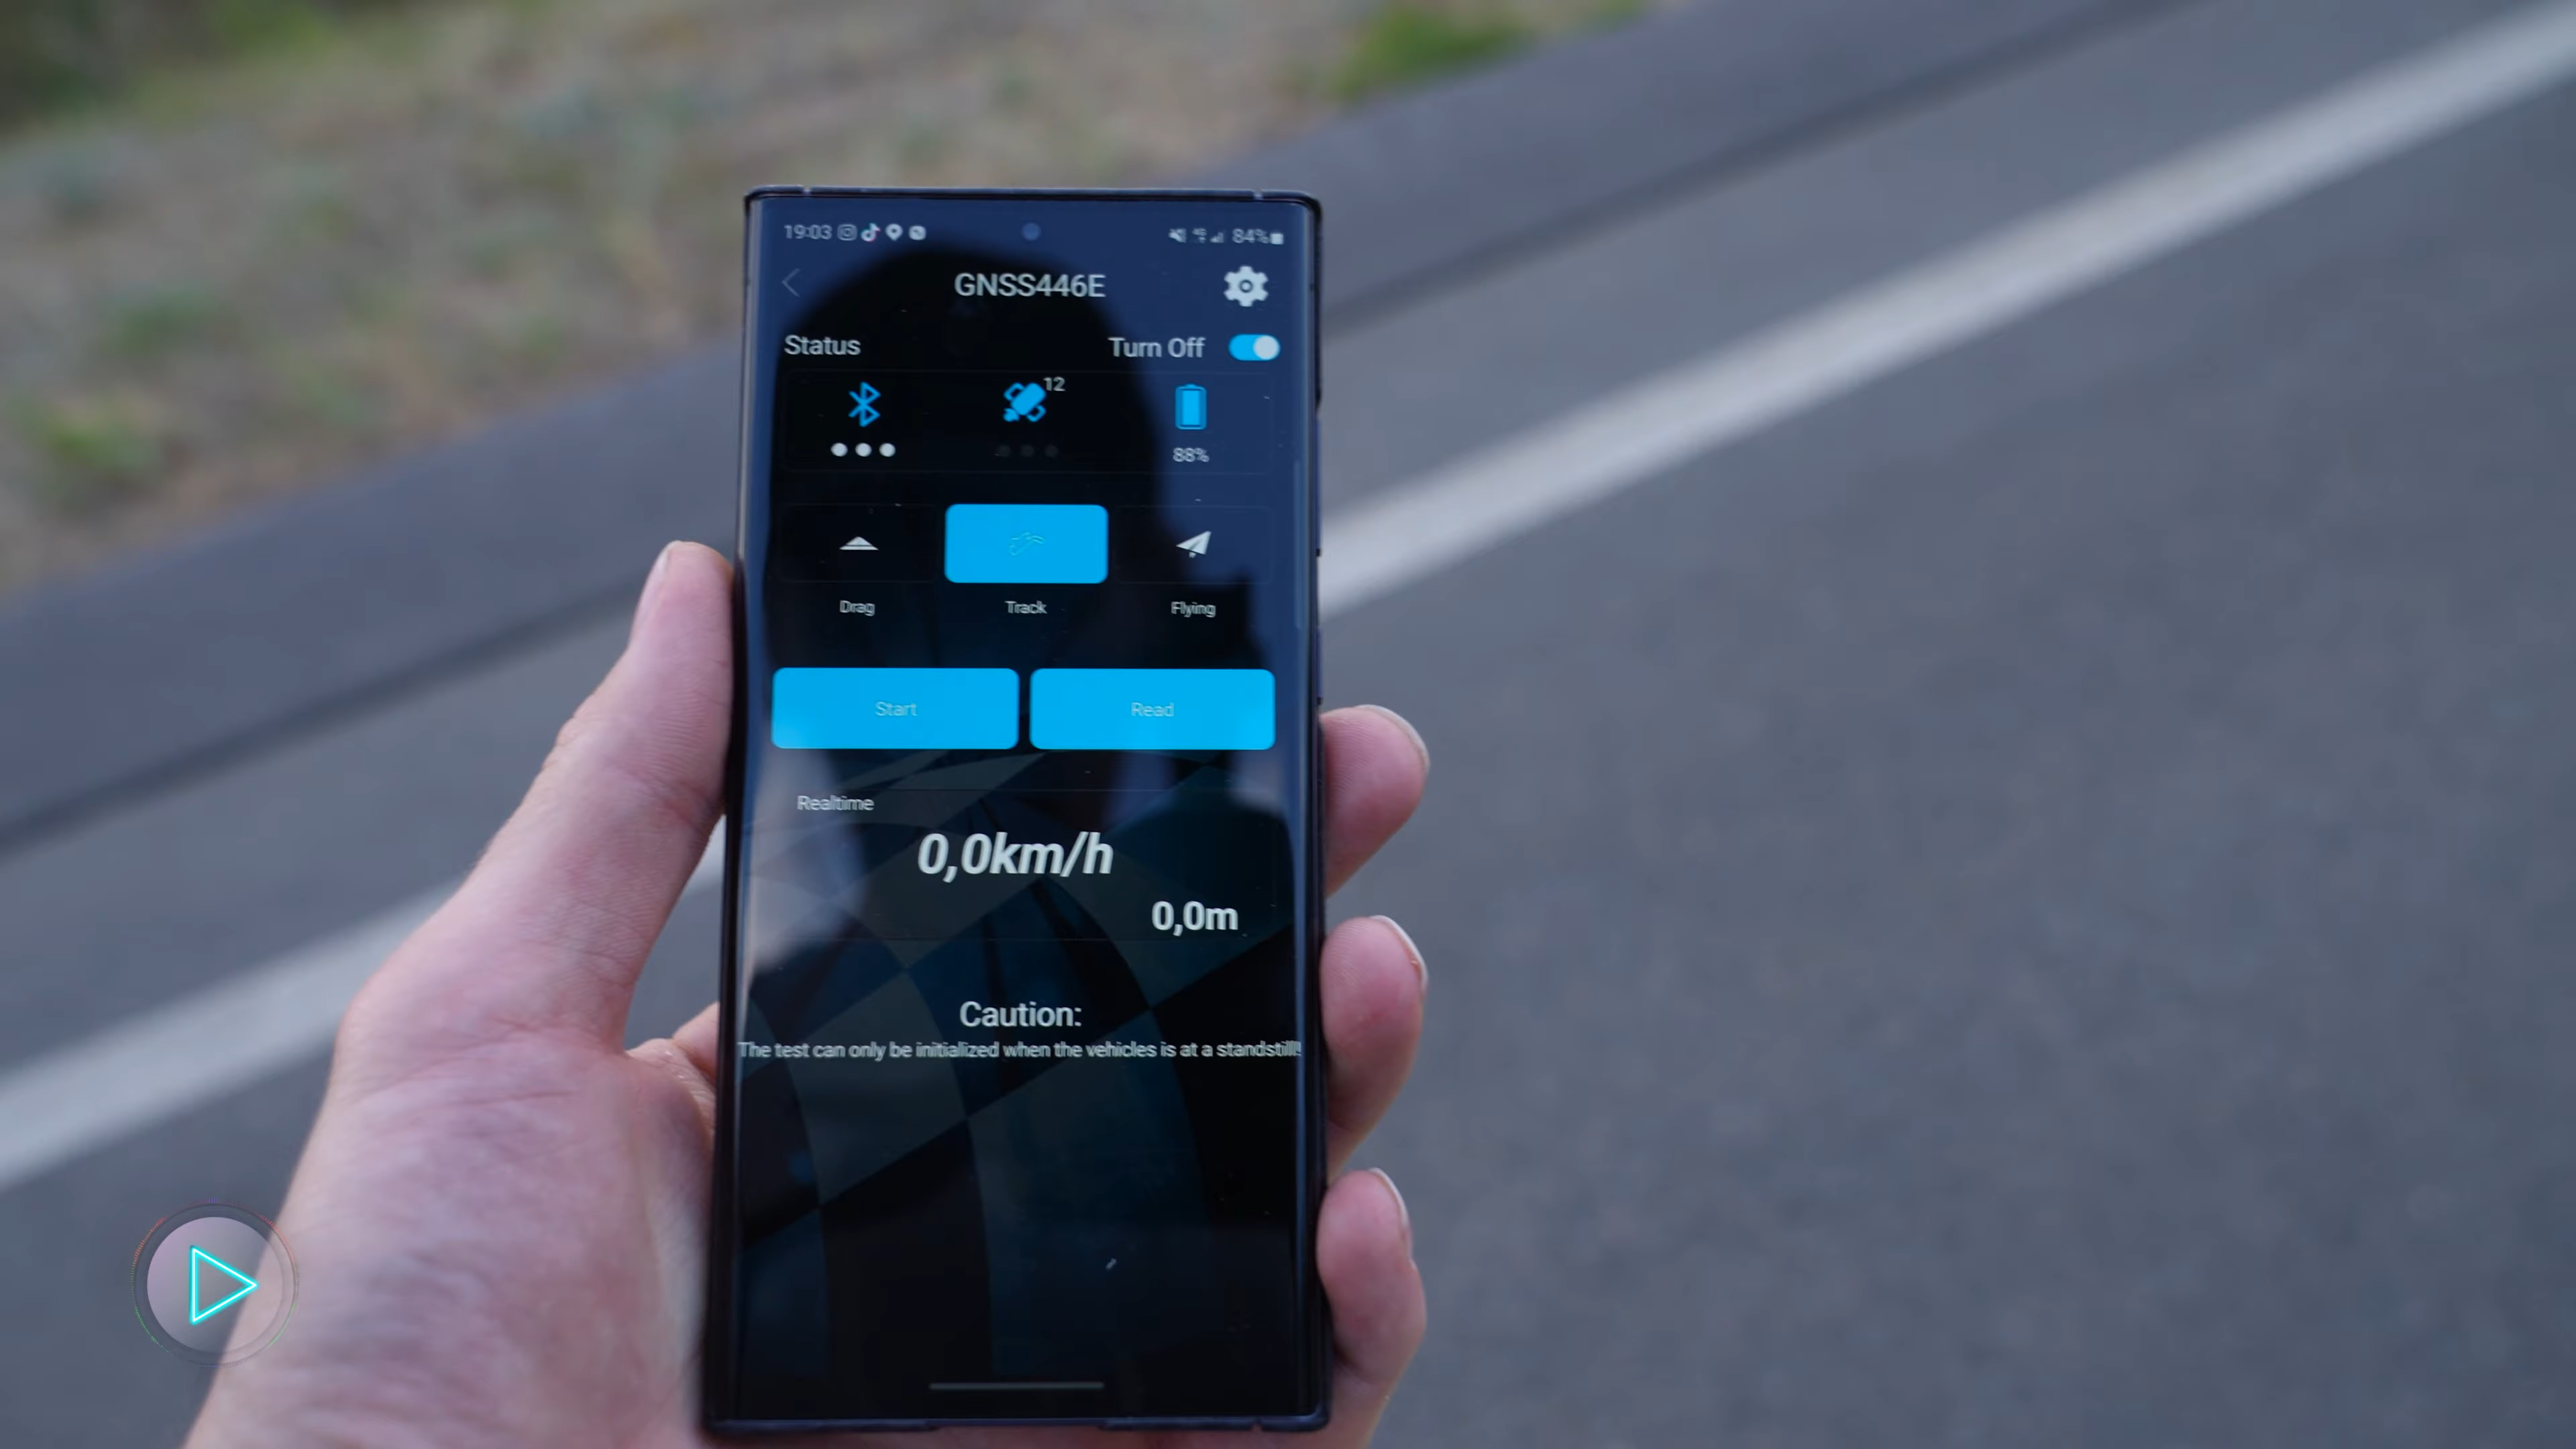 19:03 84%
GNSS446E
Status Turn Off
12
88%
Drag Track Flying
Start Read
Realtime
0,0km/h
0,0m
Caution:
The test can only be initialized when the vehicles is at a standstill!